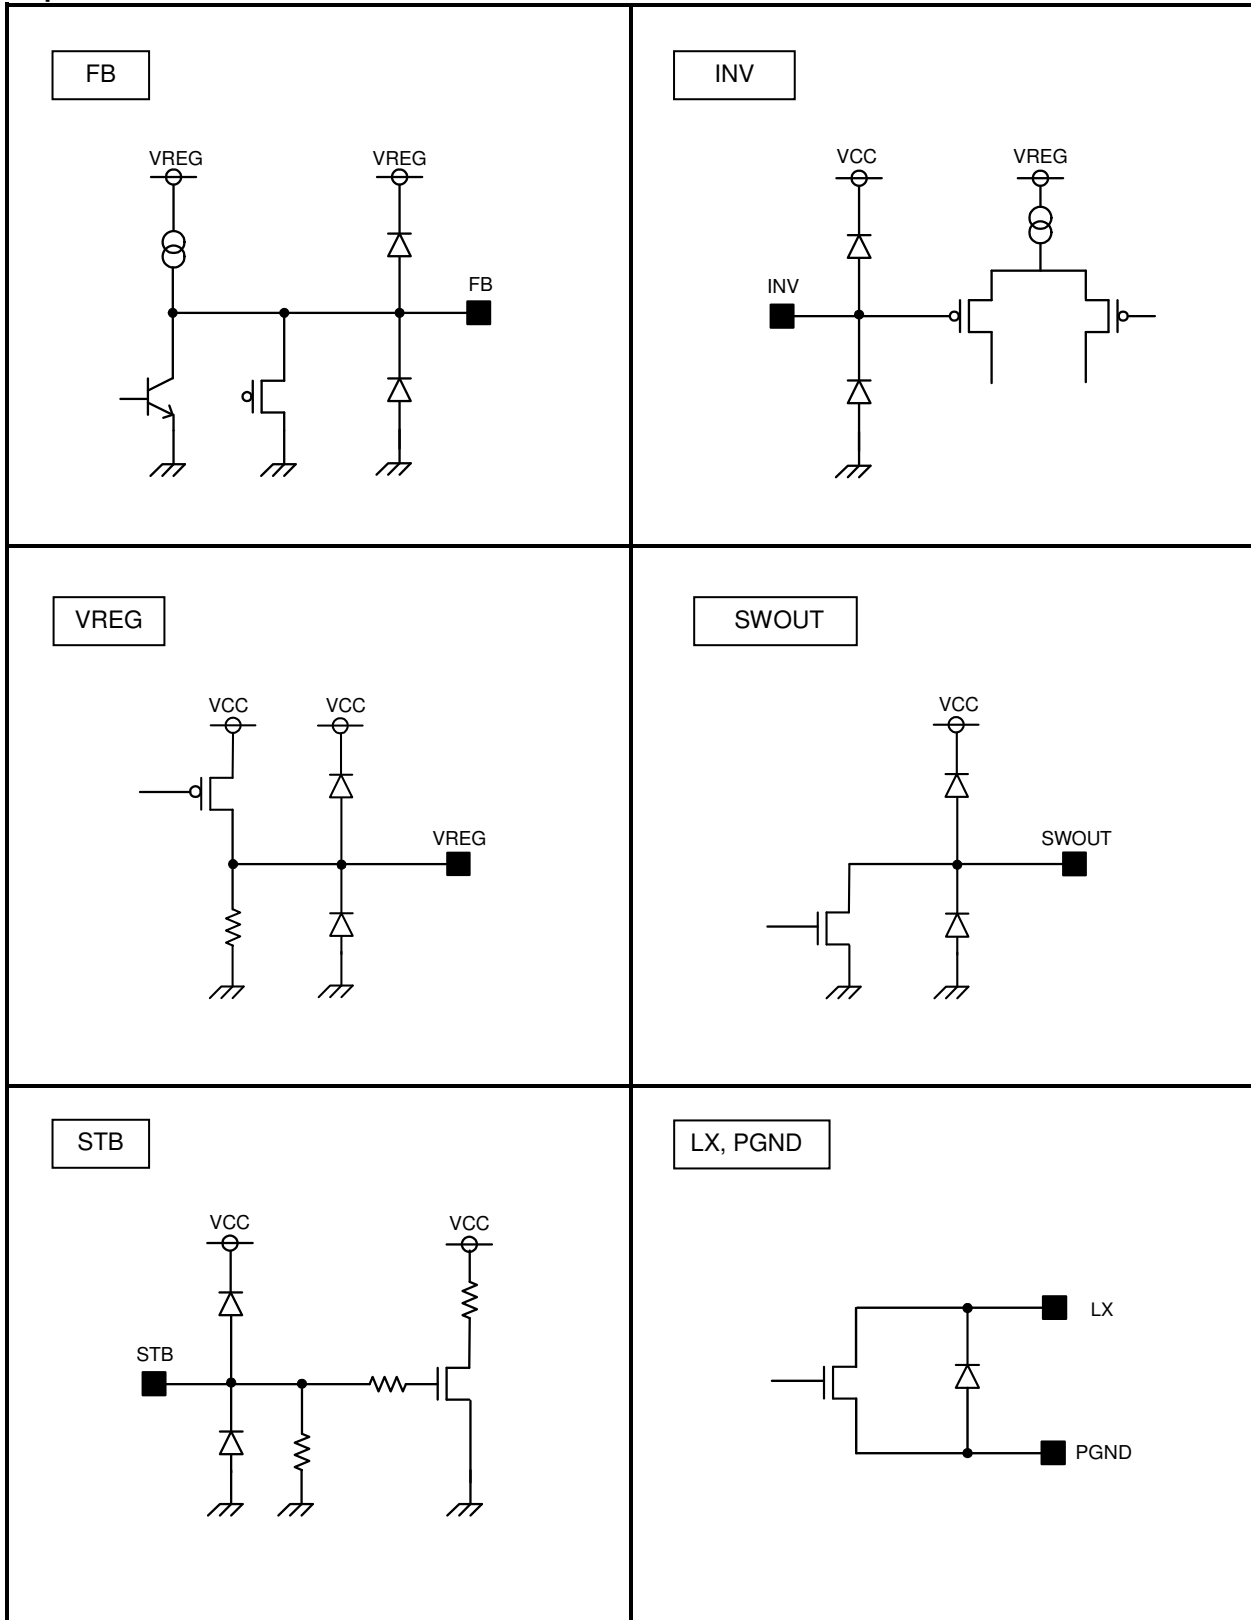 FB
VREG
VREG
FB
INV
VCC
VREG
INV
VREG
VCC
VCC
VREG
SWOUT
VCC
SWOUT
STB
VCC
VCC
STB
LX, PGND
LX
PGND